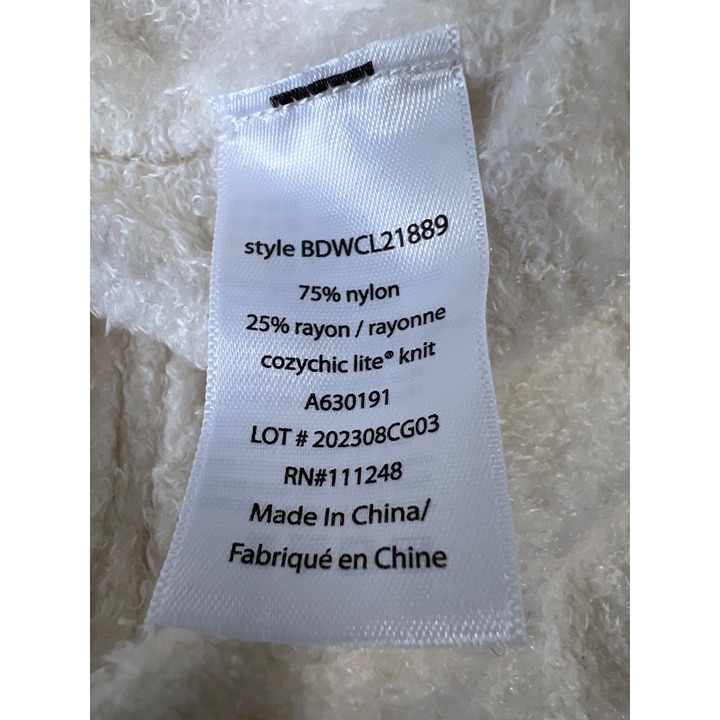 style BDWCL21889
75% nylon
25% rayon / rayonne
cozychic lite® knit
A630191
LOT # 202308CG03
RN#111248
Made In China/
Fabriqué en Chine